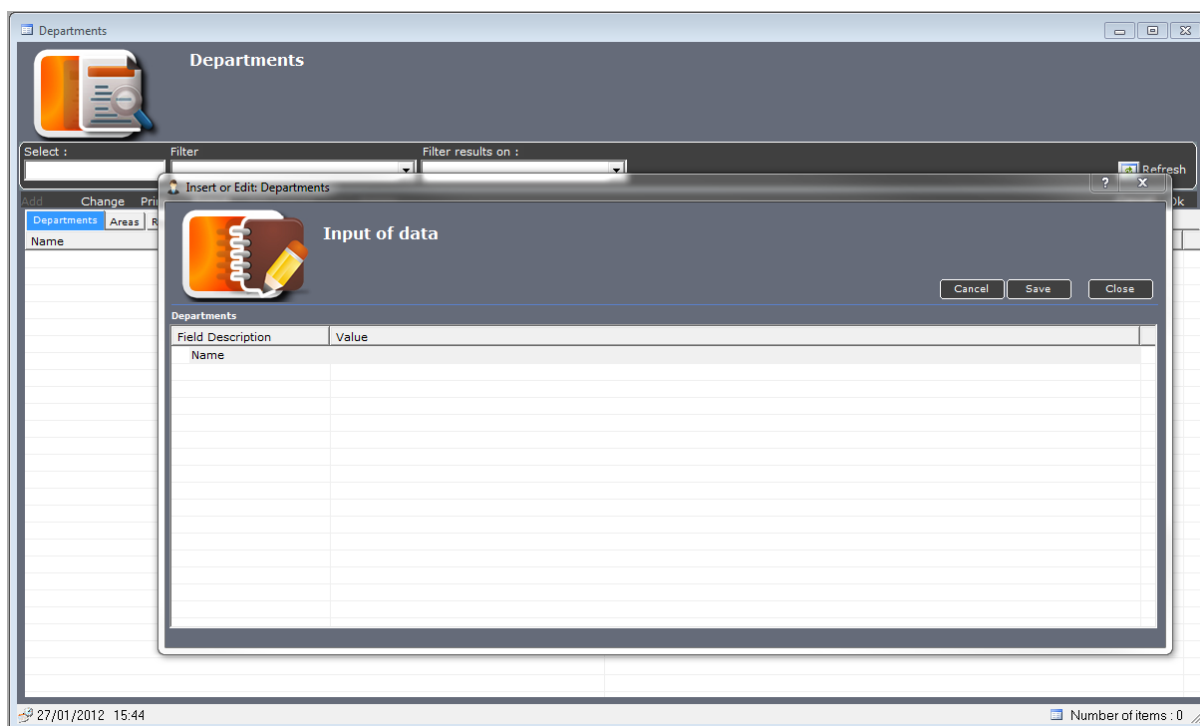 Departments
Departments
Select : Filter Filter results on :
Refresh
Insert or Edit: Departments ? X
Add Change Pri
Departments Areas R
Name
Input of data
Cancel Save Close
Departments
Field Description Value
Name
27/01/2012 15:44 Number of items : 0